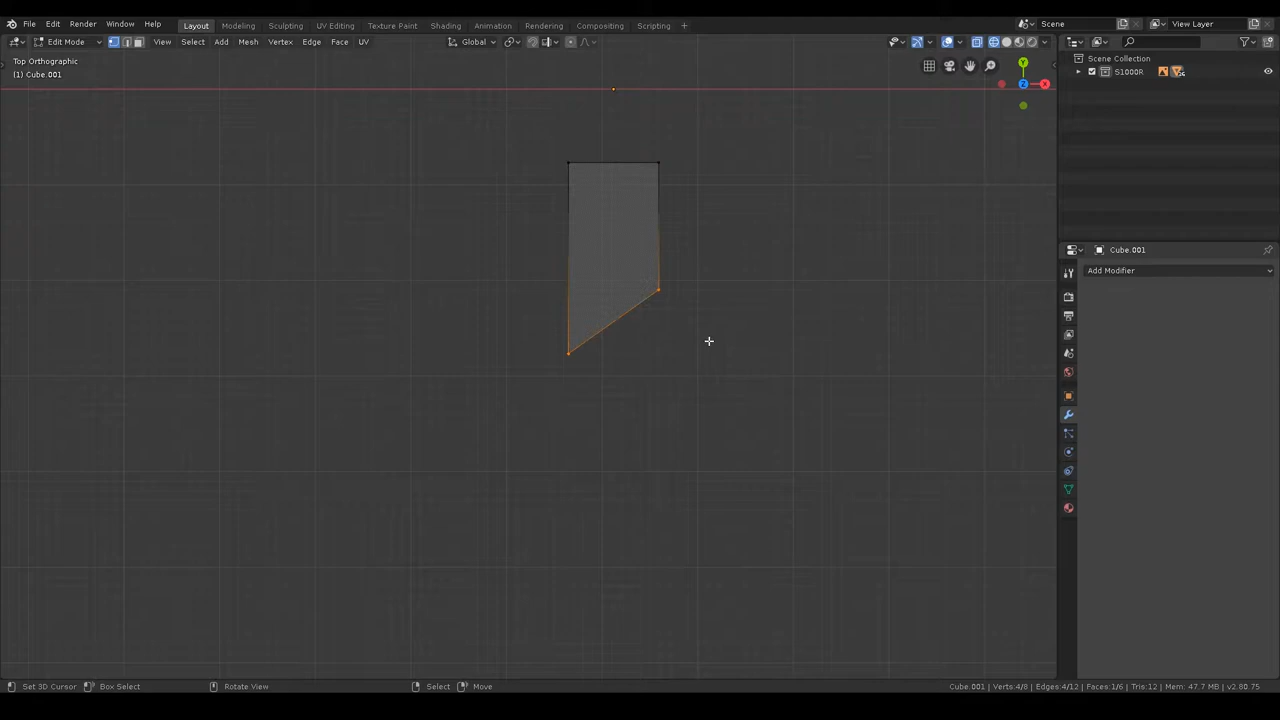 File Edit Render Window Help Layout Modeling Sculpting UV Editing Texture Paint Shading Animation Rendering Compositing Scripting + Scene View Layer
Edit Mode View Select Add Mesh Vertex Edge Face UV Global
Top Orthographic
(1) Cube.001
Y
Z
X
Scene Collection
S1000R
Cube.001
Add Modifier
Set 3D Cursor Box Select Rotate View Select Move Cube.001 | Verts:4/8 | Edges:4/12 | Faces:1/6 | Tris:12 | Mem: 47.7 MB | v2.80.75